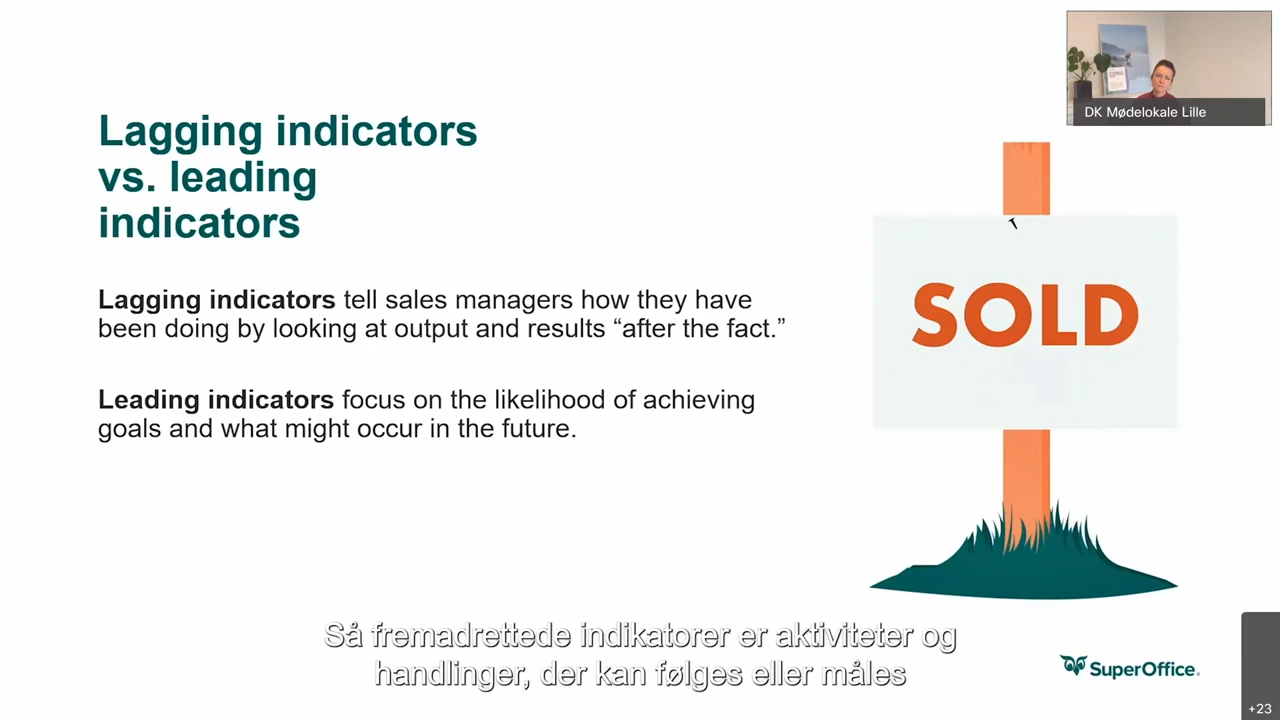 DK Mødelokale Lille
Lagging indicators
vs. leading
indicators
Lagging indicators tell sales managers how they have
been doing by looking at output and results “after the fact.”
Leading indicators focus on the likelihood of achieving
goals and what might occur in the future.
SOLD
Så fremadrettede indikatorer er aktiviteter og
handlinger, der kan følges eller måles
SuperOffice.
+23